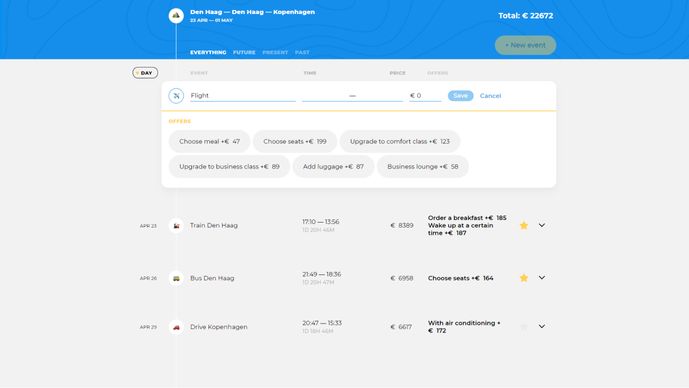 Den Haag — Den Haag — Kopenhagen
Total: € 22672
23 APR — 01 MAY
+ New event
EVERYTHING FUTURE PRESENT PAST
DAY EVENT TIME PRICE OFFERS
Flight — € 0 Save Cancel
OFFERS
Choose meal +€ 47 Choose seats +€ 199 Upgrade to comfort class +€ 123
Upgrade to business class +€ 89 Add luggage +€ 87 Business lounge +€ 58
Order a breakfast +€ 185
17:10 — 13:56
APR 23 Train Den Haag € 8389 Wake up at a certain
1D 20H 46M
time +€ 187
21:49 — 18:36
APR 26 Bus Den Haag € 6958 Choose seats +€ 164
1D 20H 47M
20:47 — 15:33 With air conditioning +
APR 29 Drive Kopenhagen € 6617
1D 18H 46M € 172